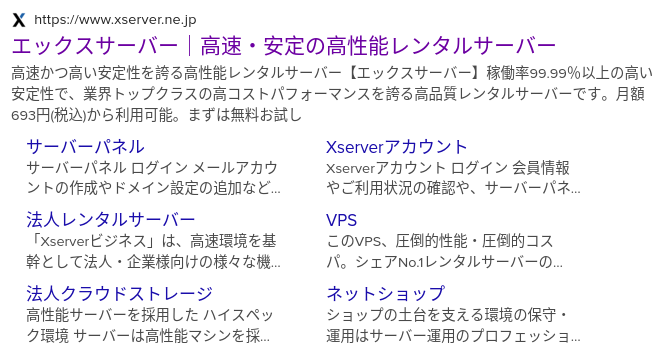 https://www.xserver.ne.jp
エックスサーバー｜高速・安定の高性能レンタルサーバー
高速かつ高い安定性を誇る高性能レンタルサーバー【エックスサーバー】稼働率99.99%以上の高い
安定性で、業界トップクラスの高コストパフォーマンスを誇る高品質レンタルサーバーです。月額
693円(税込)から利用可能。まずは無料お試し
サーバーパネル
サーバーパネル ログイン メールアカウ
ントの作成やドメイン設定の追加など...
Xserverアカウント
Xserverアカウント ログイン 会員情報
やご利用状況の確認や、サーバーパネ...
法人レンタルサーバー
「Xserverビジネス」は、高速環境を基
幹として法人・企業様向けの様々な機...
VPS
このVPS、圧倒的性能・圧倒的コス
パ。シェアNo.1レンタルサーバーの...
法人クラウドストレージ
高性能サーバーを採用した ハイスペッ
ク環境 サーバーは高性能マシンを採...
ネットショップ
ショップの土台を支える環境の保守・
運用はサーバー運用のプロフェッショ...